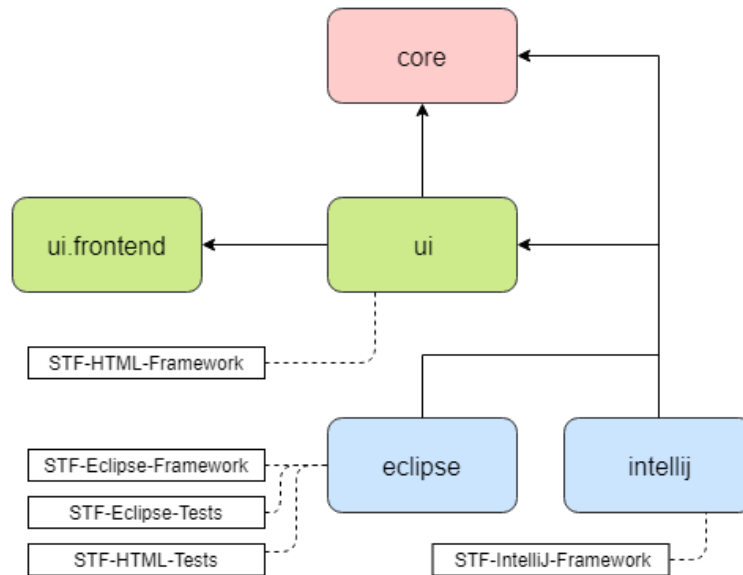 core
ui.frontend
ui
STF-HTML-Framework
STF-Eclipse-Framework
eclipse
intellij
STF-Eclipse-Tests
STF-HTML-Tests
STF-IntelliJ-Framework